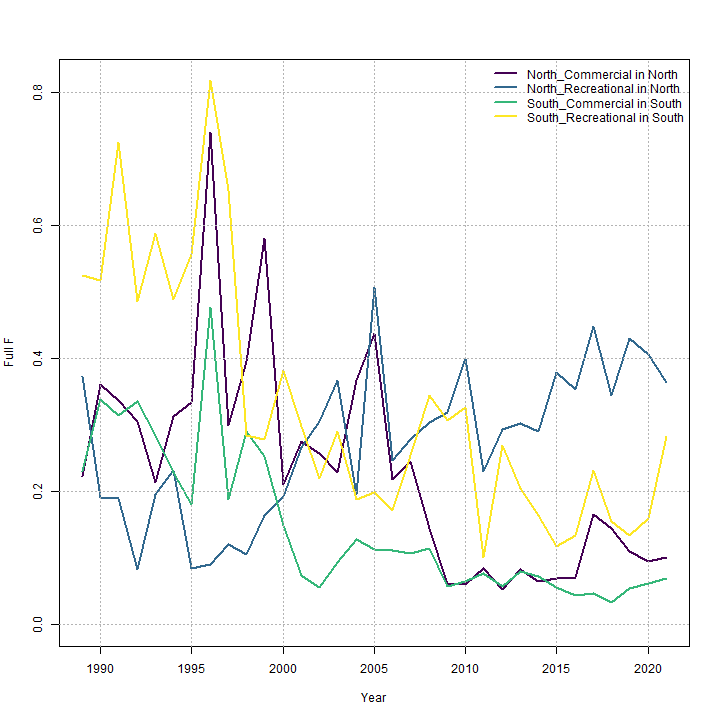 North_Commercial in North
North_Recreational in North
South_Commercial in South
South_Recreational in South
Full F
0.8
0.6
0.4
0.2
0.0
1990 1995 2000 2005 2010 2015 2020
Year